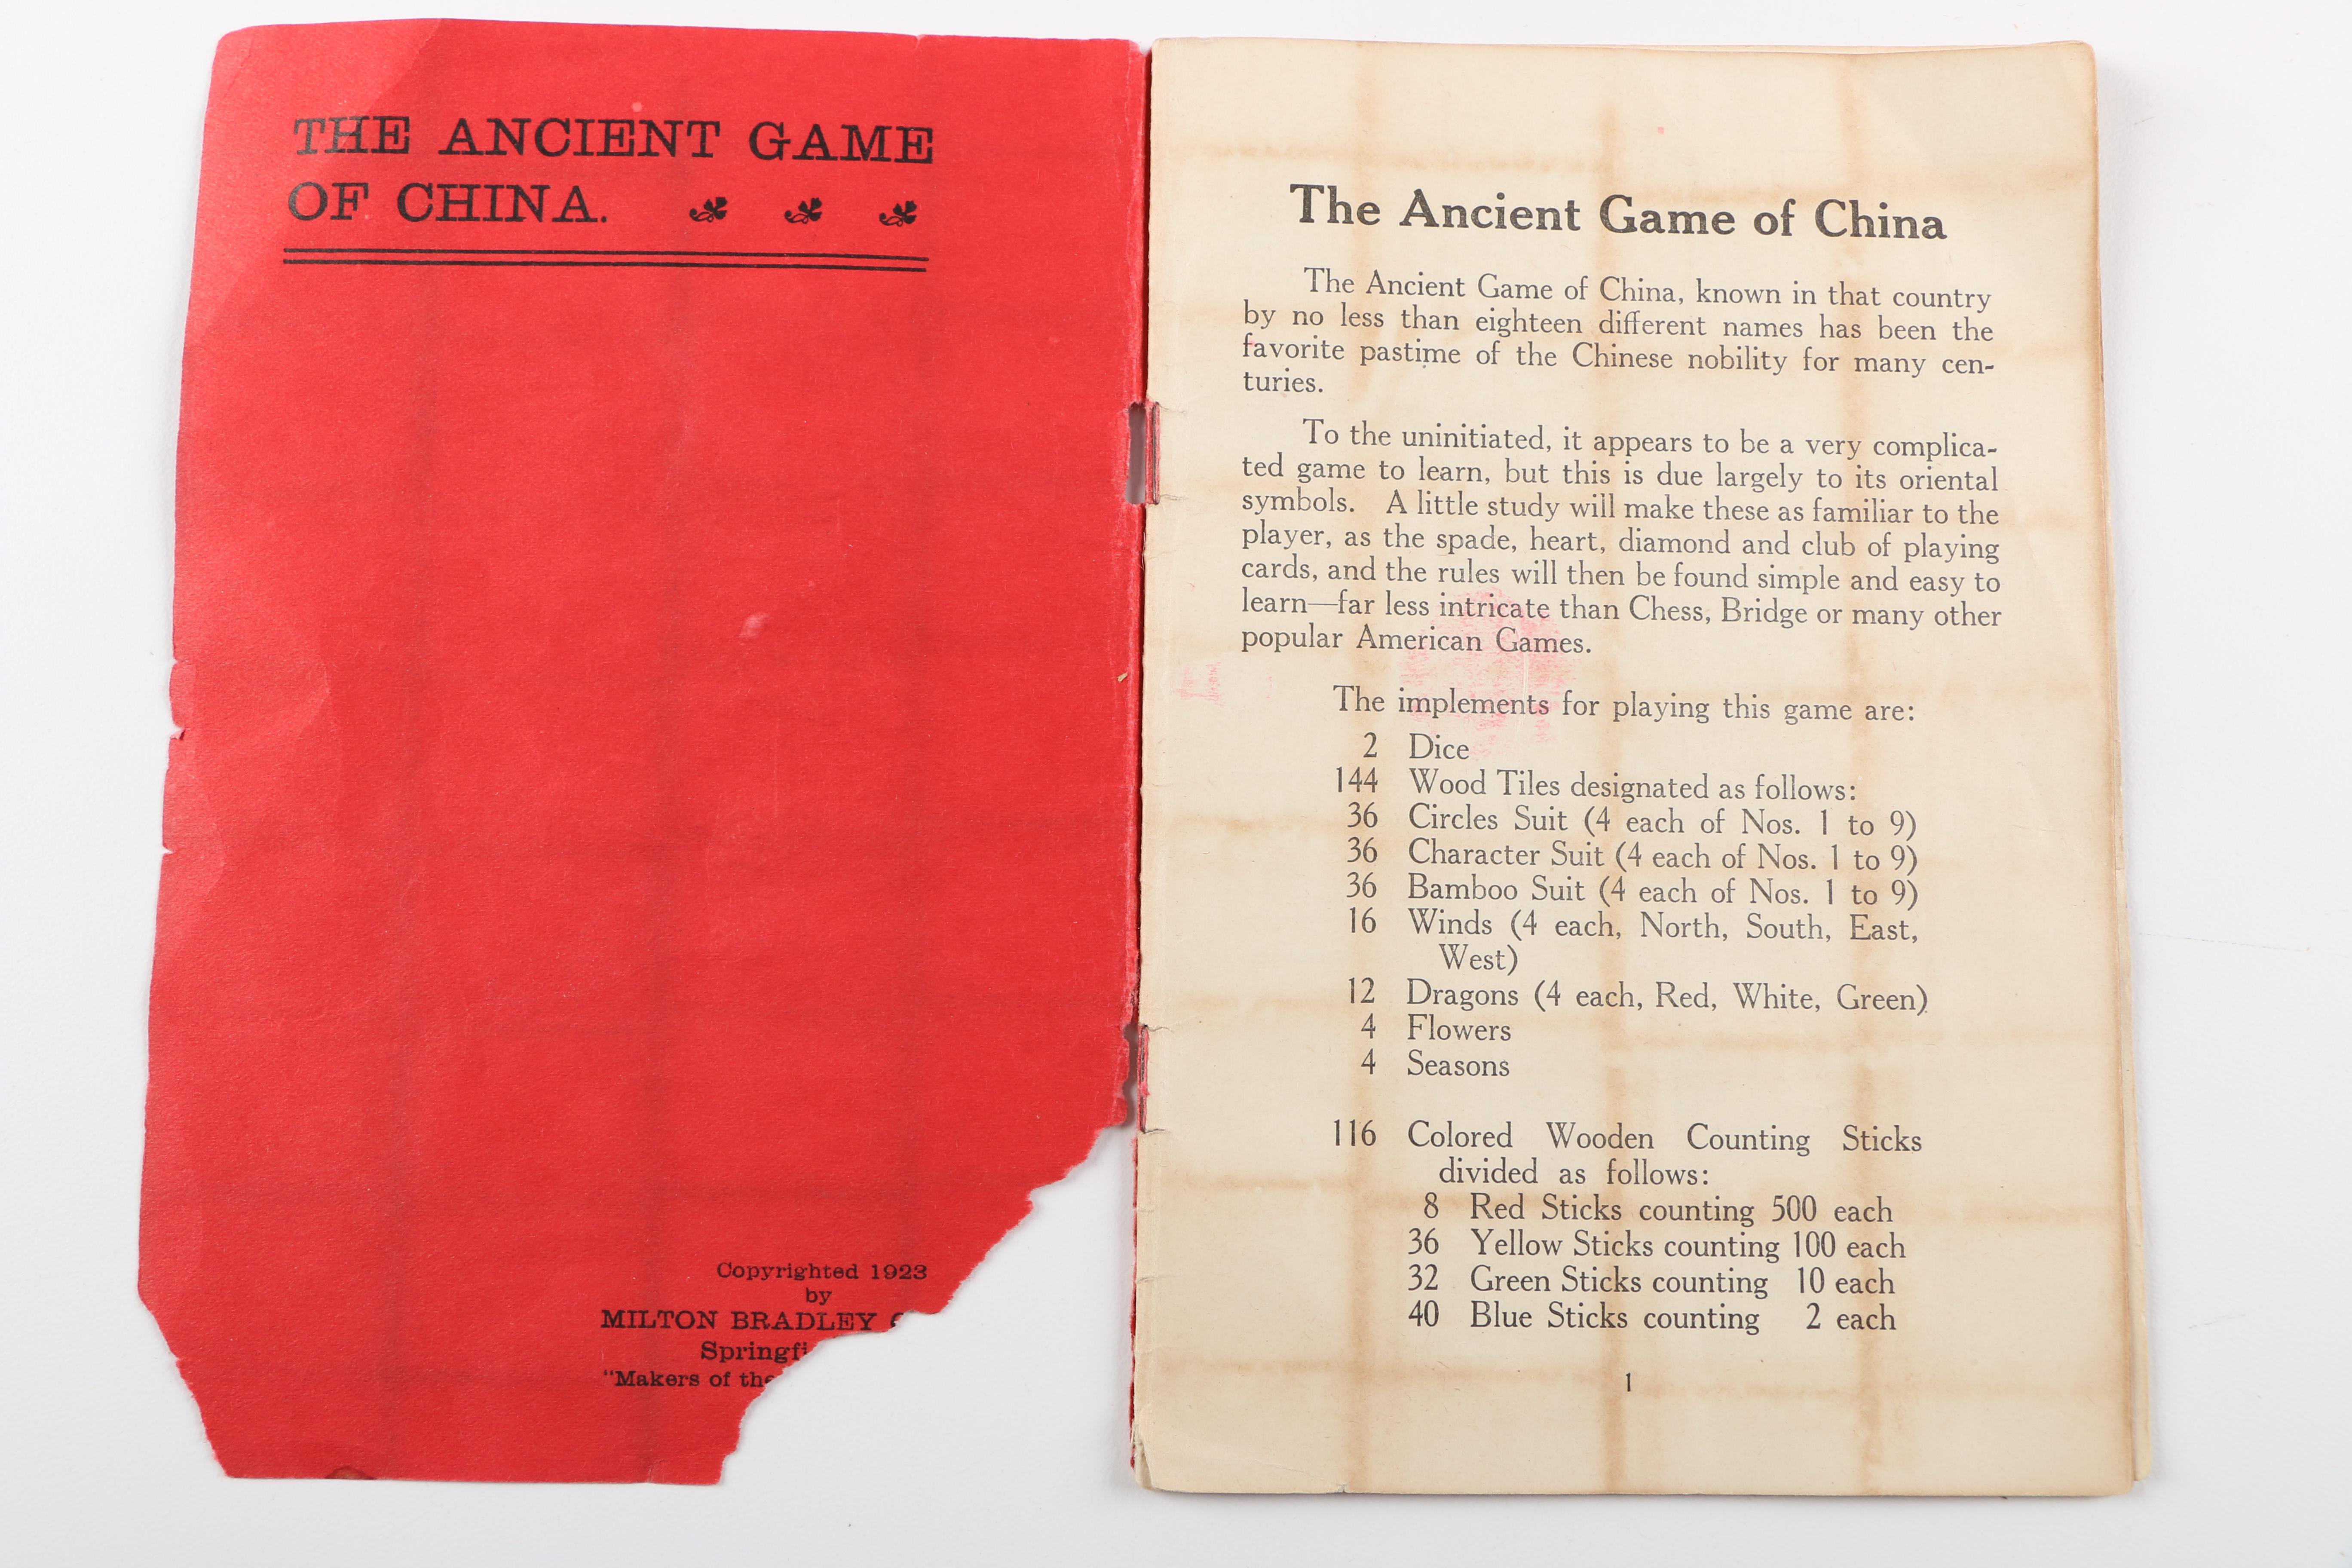 THE ANCIENT GAME
OF CHINA.
Copyrighted 1923
by
MILTON BRADLEY
"Makers of the
The Ancient Game of China
The Ancient Game of China, known in that country
by no less than eighteen different names has been the
favorite pastime of the Chinese nobility for many cen-
turies.
To the uninitiated, it appears to be a very complica-
ted game to learn, but this is due largely to its oriental
symbols. A little study will make these as familiar to the
player, as the spade, heart, diamond and club of playing
cards, and the rules will then be found simple and easy to
learn—far less intricate than Chess, Bridge or many other
popular American Games.
The implements for playing this game are:
2 Dice
144 Wood Tiles designated as follows:
36 Circles Suit (4 each of Nos. 1 to 9)
36 Character Suit (4 each of Nos. 1 to 9)
36 Bamboo Suit (4 each of Nos. 1 to 9)
16 Winds (4 each, North, South, East,
West)
12 Dragons (4 each, Red, White, Green)
4 Flowers
4 Seasons
116 Colored Wooden Counting Sticks
divided as follows:
8 Red Sticks counting 500 each
36 Yellow Sticks counting 100 each
32 Green Sticks counting 10 each
40 Blue Sticks counting 2 each
1